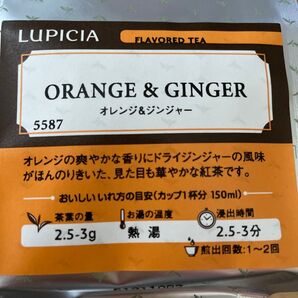 LUPICIA
FLAVORED TEA
ORANGE & GINGER
オレンジ&ジンジャー
5587
オレンジの爽やかな香りにドライジンジャーの風味
がほんのりきいた、見た目も華やかな紅茶です。
おいしいいれ方の目安(カップ1杯分 150ml)
茶葉の量 お湯の温度 浸出時間
2.5-3g 熱湯 2.5-3分
煎出回数:1〜2回